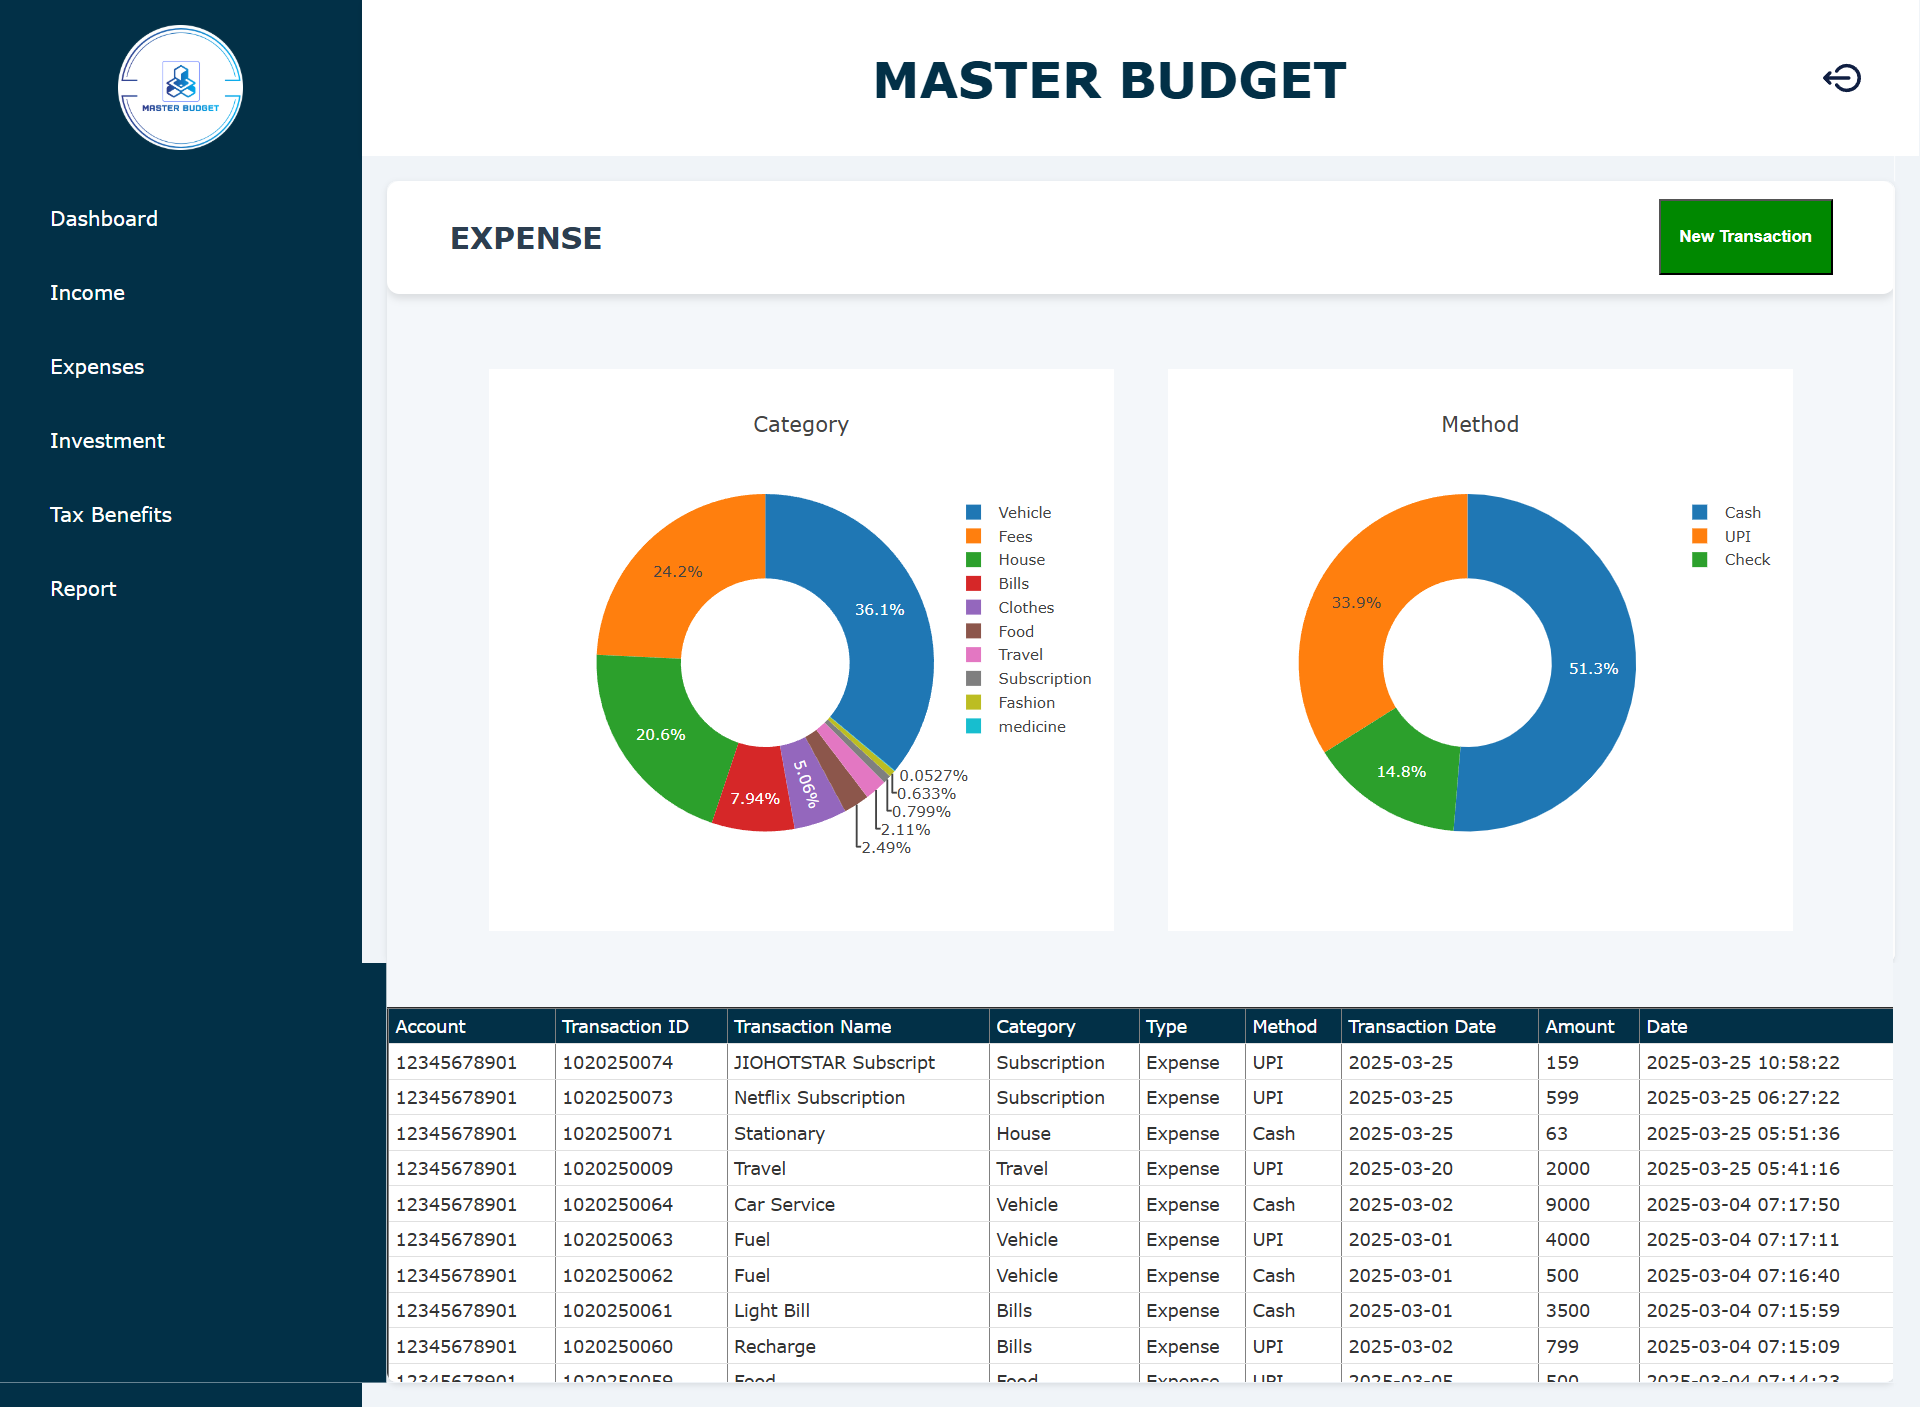 MASTER BUDGET
MASTER BUDGET
Dashboard
Income
Expenses
Investment
Tax Benefits
Report
EXPENSE
New Transaction
Category
24.2%
36.1%
20.6%
7.94%
5.06%
0.0527%
0.633%
0.799%
2.11%
2.49%
Vehicle
Fees
House
Bills
Clothes
Food
Travel
Subscription
Fashion
medicine
Method
33.9%
51.3%
14.8%
Cash
UPI
Check
Account Transaction ID Transaction Name Category Type Method Transaction Date Amount Date
12345678901 1020250074 JIOHOTSTAR Subscript Subscription Expense UPI 2025-03-25 159 2025-03-25 10:58:22
12345678901 1020250073 Netflix Subscription Subscription Expense UPI 2025-03-25 599 2025-03-25 06:27:22
12345678901 1020250071 Stationary House Expense Cash 2025-03-25 63 2025-03-25 05:51:36
12345678901 1020250009 Travel Travel Expense UPI 2025-03-20 2000 2025-03-25 05:41:16
12345678901 1020250064 Car Service Vehicle Expense Cash 2025-03-02 9000 2025-03-04 07:17:50
12345678901 1020250063 Fuel Vehicle Expense UPI 2025-03-01 4000 2025-03-04 07:17:11
12345678901 1020250062 Fuel Vehicle Expense Cash 2025-03-01 500 2025-03-04 07:16:40
12345678901 1020250061 Light Bill Bills Expense Cash 2025-03-01 3500 2025-03-04 07:15:59
12345678901 1020250060 Recharge Bills Expense UPI 2025-03-02 799 2025-03-04 07:15:09
12345678901 1020250059 Food Food Expense UPI 2025-03-05 500 2025-03-04 07:14:23